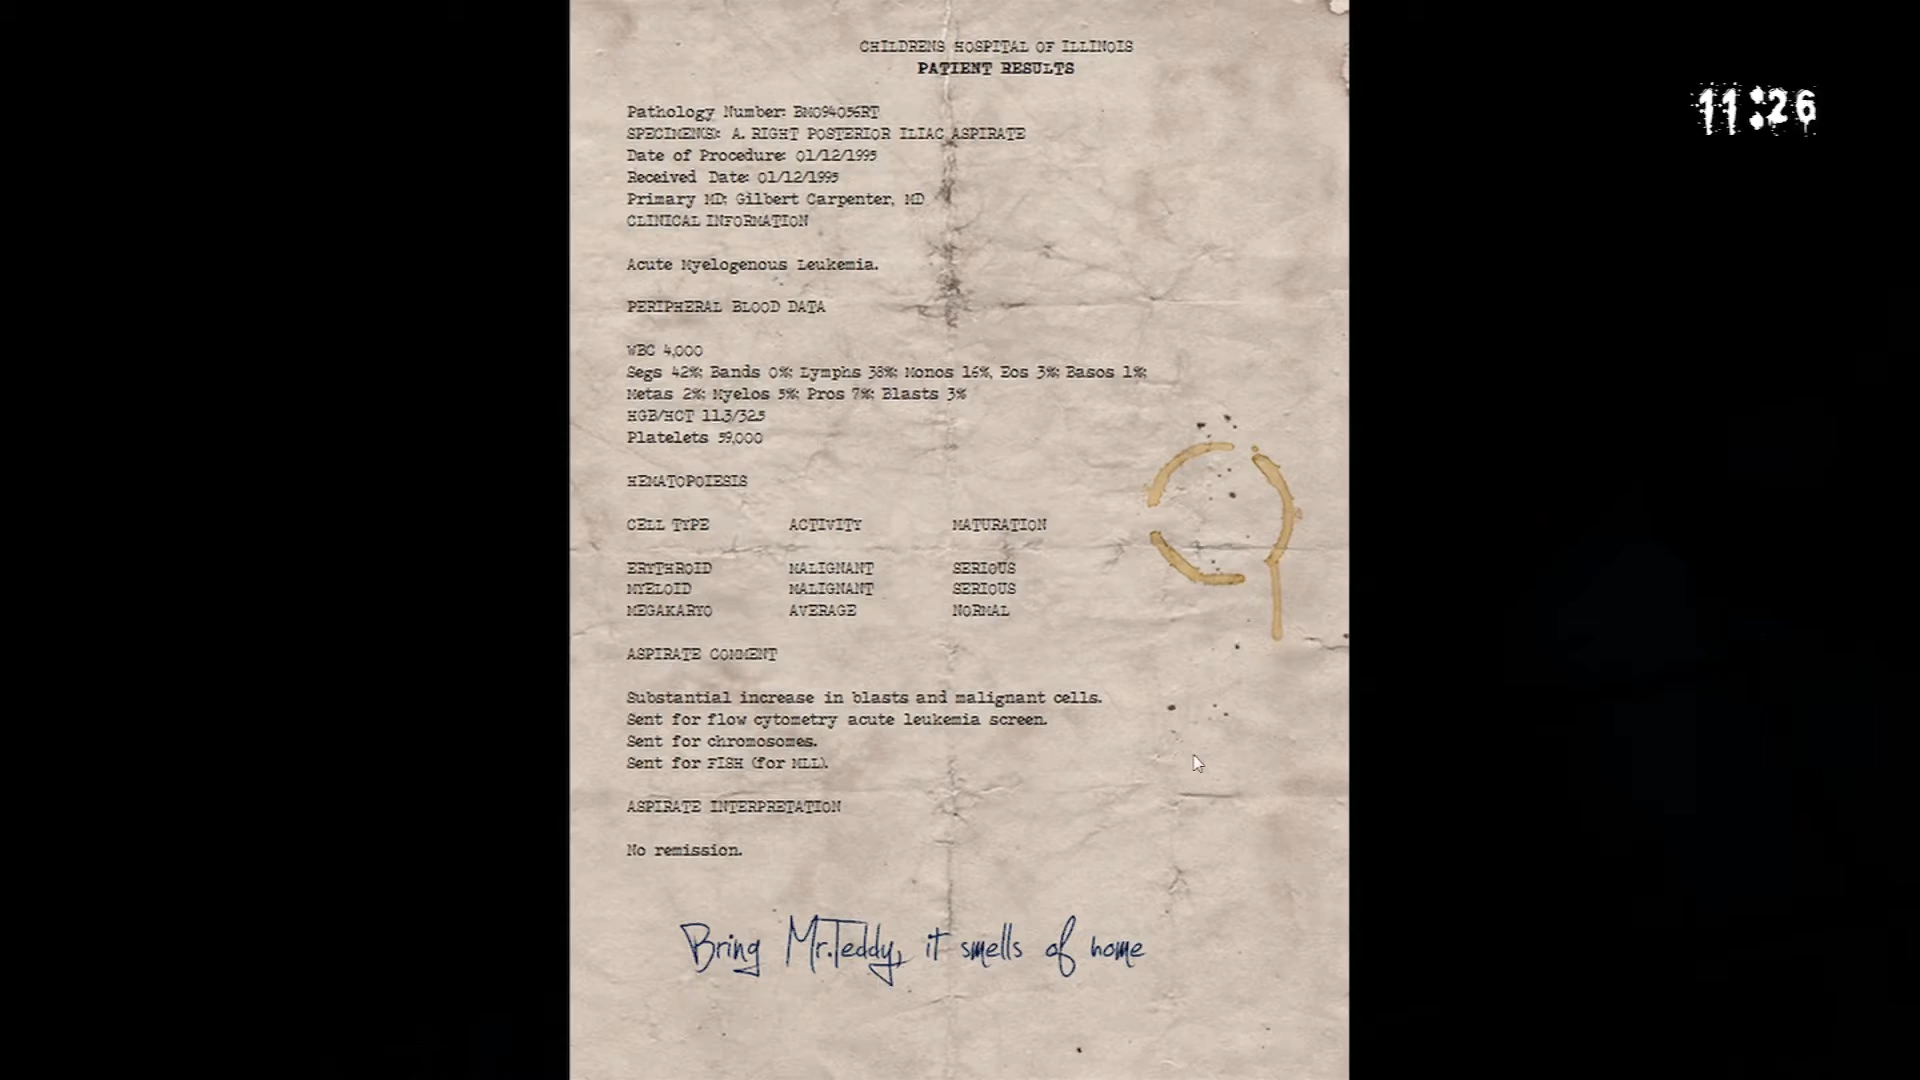 CHILDRENS HOSPITAL OF ILLINOIS
PATIENT RESULTS
11:26
Pathology Number: BM094056RT
SPECIMEN(S): A. RIGHT POSTERIOR ILIAC ASPIRATE
Date of Procedure: 01/12/1995
Received Date: 01/12/1995
Primary MD: Gilbert Carpenter, MD
CLINICAL INFORMATION
Acute Myelogenous Leukemia.
PERIPHERAL BLOOD DATA
WBC 4,000
Segs 42%; Bands 0%; Lymphs 38%; Monos 16%, Eos 3%; Basos 1%;
Metas 2%; Myelos 5%; Pros 7%; Blasts 3%
HGB/HCT 11.3/32.5
Platelets 59,000
HEMATOPOIESIS
CELL TYPE ACTIVITY MATURATION
ERYTHROID MALIGNANT SERIOUS
MYELOID MALIGNANT SERIOUS
MEGAKARYO AVERAGE NORMAL
ASPIRATE COMMENT
Substantial increase in blasts and malignant cells.
Sent for flow cytometry acute leukemia screen.
Sent for chromosomes.
Sent for FISH (for MLL).
ASPIRATE INTERPRETATION
No remission.
Bring Mr.Teddy, it smells of home